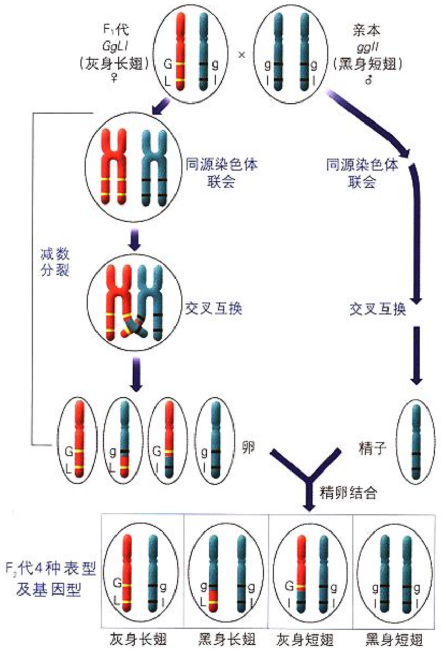 F₁代
GgLl
(灰身长翅)
♀
G
L
g
l
×
g
l
g
l
亲本
ggll
(黑身短翅)
♂
同源染色体
联会
同源染色体
联会
减数
分裂
交叉互换
交叉互换
G
L
g
L
G
l
g
l
卵
精子
精卵结合
F₂代4种表型
及基因型
G
L
g
l
g
L
g
l
G
l
g
l
g
l
g
l
灰身长翅
黑身长翅
灰身短翅
黑身短翅